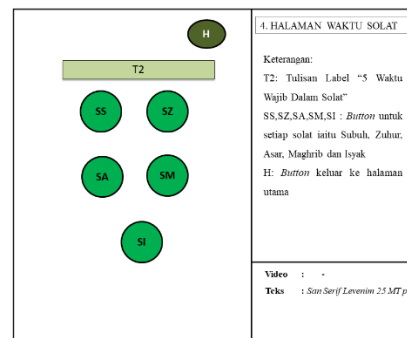 H
T2
SS
SZ
SA
SM
SI
4. HALAMAN WAKTU SOLAT
Keterangan:
T2: Tulisan Label “5 Waktu
Wajib Dalam Solat”
SS,SZ,SA,SM,SI : Button untuk
setiap solat iaitu Subuh, Zuhur,
Asar, Maghrib dan Isyak
H: Button keluar ke halaman
utama
Video : -
Teks : San Serif Levenim 25 MT p